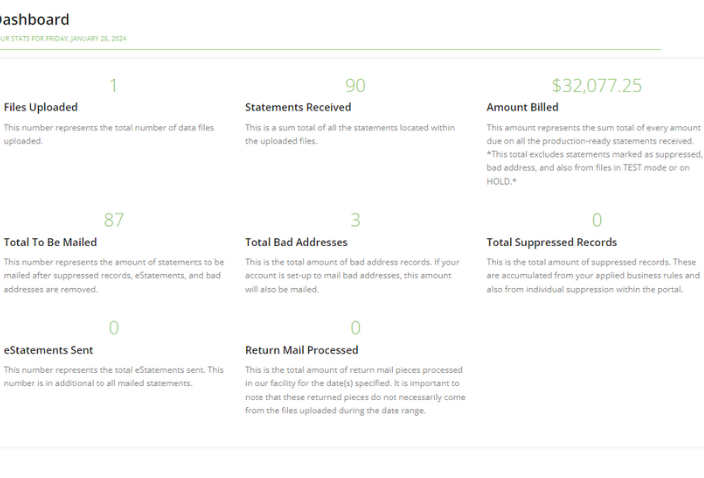 Dashboard
UR STATS FOR FRIDAY, JANUARY 26, 2024
1
Files Uploaded
This number represents the total number of data files
uploaded.
90
Statements Received
This is a sum total of all the statements located within
the uploaded files.
$32,077.25
Amount Billed
This amount represents the sum total of every amount
due on all the production-ready statements received.
*This total excludes statements marked as suppressed,
bad address, and also from files in TEST mode or on
HOLD.*
87
Total To Be Mailed
This number represents the amount of statements to be
mailed after suppressed records, eStatements, and bad
addresses are removed.
3
Total Bad Addresses
This is the total amount of bad address records. If your
account is set-up to mail bad addresses, this amount
will also be mailed.
0
Total Suppressed Records
This is the total amount of suppressed records. These
are accumulated from your applied business rules and
also from individual suppression within the portal.
0
eStatements Sent
This number represents the total eStatements sent. This
number is in additional to all mailed statements.
0
Return Mail Processed
This is the total amount of return mail pieces processed
in our facility for the date(s) specified. It is important to
note that these returned pieces do not necessarily come
from the files uploaded during the date range.